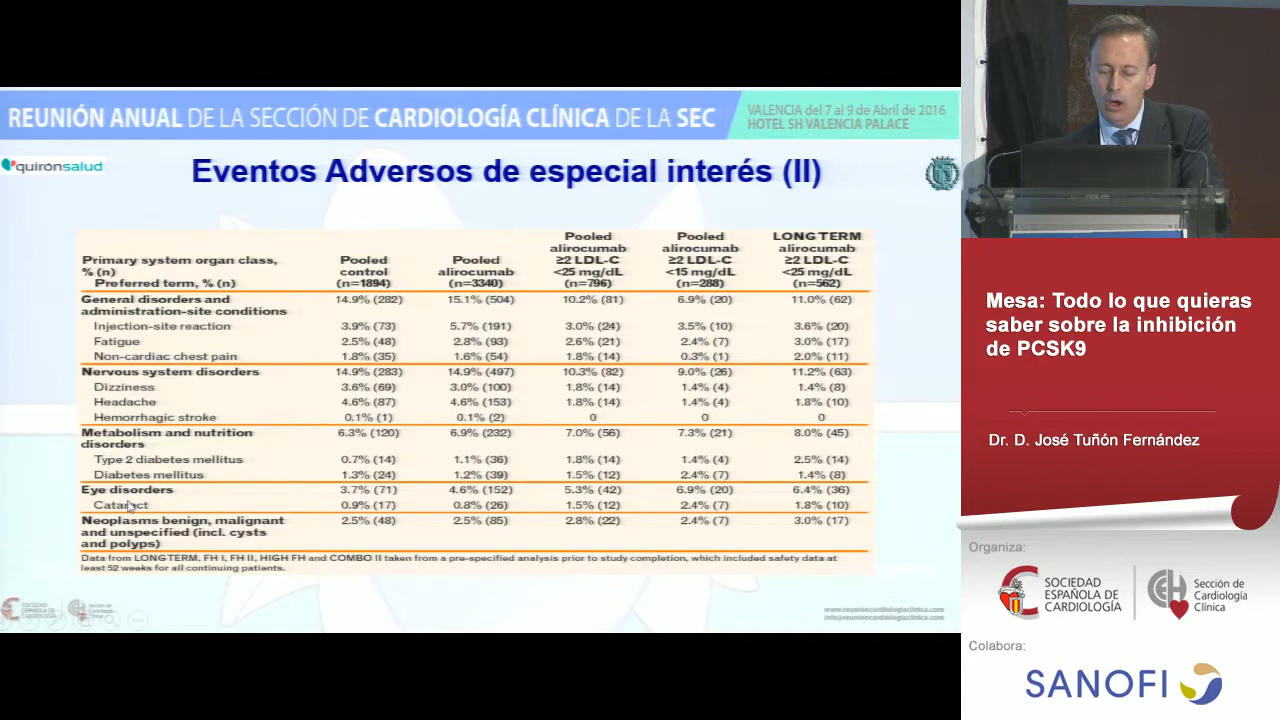 REUNIÓN ANUAL DE LA SECCIÓN DE CARDIOLOGÍA CLÍNICA DE LA SEC
VALENCIA del 7 al 9 de Abril de 2016
HOTEL SH VALENCIA PALACE
quirónsalud
Eventos Adversos de especial interés (II)
Primary system organ class, % (n) Preferred term, % (n) | Pooled control (n=1894) | Pooled alirocumab (n=3340) | Pooled alirocumab ≥2 LDL-C <25 mg/dL (n=796) | Pooled alirocumab ≥2 LDL-C <15 mg/dL (n=288) | LONG TERM alirocumab ≥2 LDL-C <25 mg/dL (n=562)
General disorders and administration-site conditions 14.9% (282) 15.1% (504) 10.2% (81) 6.9% (20) 11.0% (62)
Injection-site reaction 3.9% (73) 5.7% (191) 3.0% (24) 3.5% (10) 3.6% (20)
Fatigue 2.5% (48) 2.8% (93) 2.6% (21) 2.4% (7) 3.0% (17)
Non-cardiac chest pain 1.8% (35) 1.6% (54) 1.8% (14) 0.3% (1) 2.0% (11)
Nervous system disorders 14.9% (283) 14.9% (497) 10.3% (82) 9.0% (26) 11.2% (63)
Dizziness 3.6% (69) 3.0% (100) 1.8% (14) 1.4% (4) 1.4% (8)
Headache 4.6% (87) 4.6% (153) 1.8% (14) 1.4% (4) 1.8% (10)
Hemorrhagic stroke 0.1% (1) 0.1% (2) 0 0 0
Metabolism and nutrition disorders 6.3% (120) 6.9% (232) 7.0% (56) 7.3% (21) 8.0% (45)
Type 2 diabetes mellitus 0.7% (14) 1.1% (36) 1.8% (14) 1.4% (4) 2.5% (14)
Diabetes mellitus 1.3% (24) 1.2% (39) 1.5% (12) 2.4% (7) 1.4% (8)
Eye disorders 3.7% (71) 4.6% (152) 5.3% (42) 6.9% (20) 6.4% (36)
Cataract 0.9% (17) 0.8% (26) 1.5% (12) 2.4% (7) 1.8% (10)
Neoplasms benign, malignant and unspecified (incl. cysts and polyps) 2.5% (48) 2.5% (85) 2.8% (22) 2.4% (7) 3.0% (17)
Data from LONG TERM, FH I, FH II, HIGH FH and COMBO II taken from a pre-specified analysis prior to study completion, which included safety data at
least 52 weeks for all continuing patients.
SOCIEDAD
ESPAÑOLA DE
CARDIOLOGÍA
Sección de
Cardiología
Clínica
www.reunioncardiologiaclinica.com
info@reunioncardiologiaclinica.com
Mesa: Todo lo que quieras
saber sobre la inhibición
de PCSK9
Dr. D. José Tuñón Fernández
Organiza:
SOCIEDAD
ESPAÑOLA DE
CARDIOLOGÍA
Sección de
Cardiología
Clínica
Colabora:
SANOFI